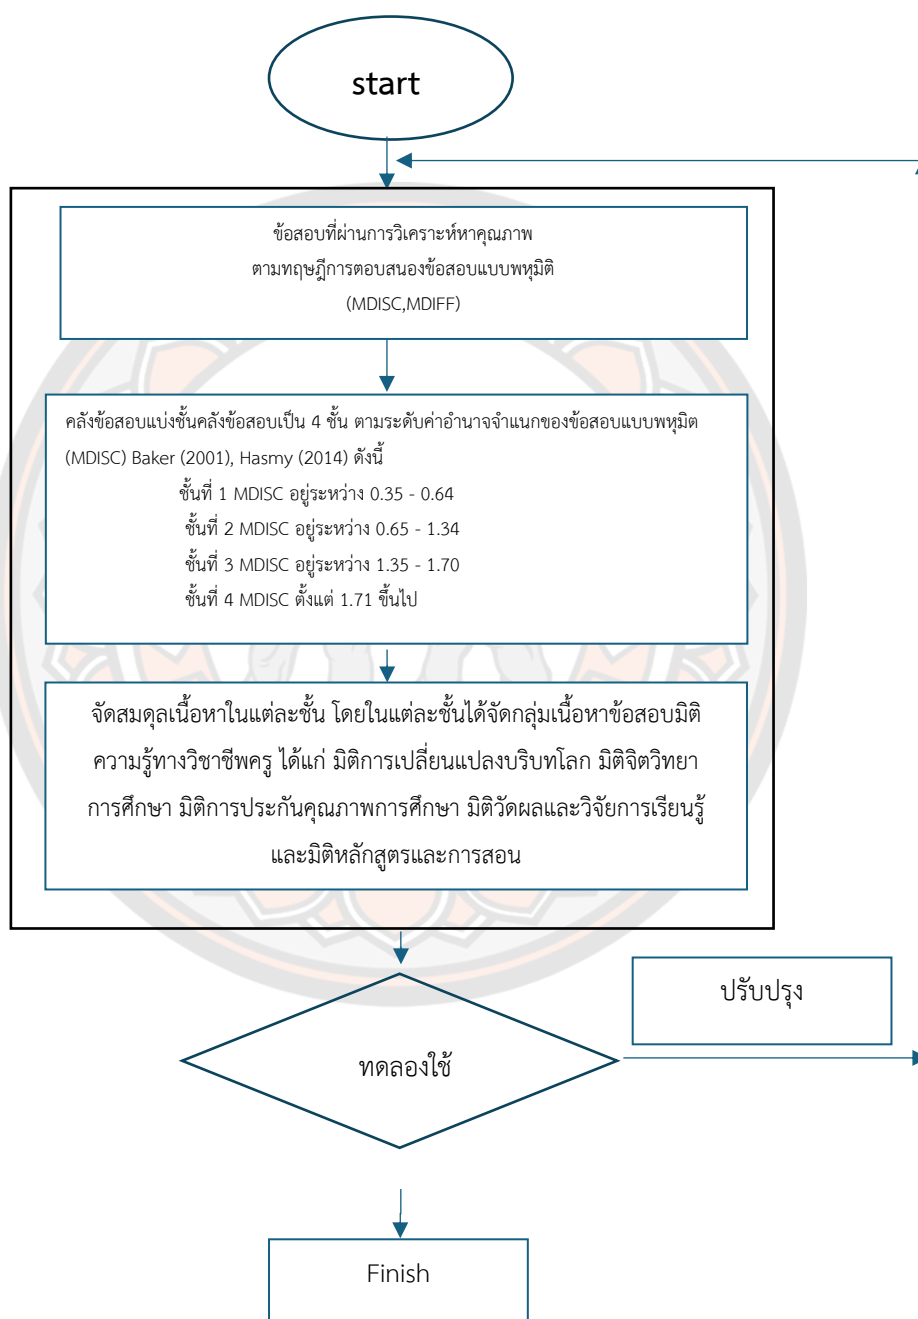 start
ข้อสอบที่ผ่านการวิเคราะห์หาคุณภาพ
ตามทฤษฎีการตอบสนองข้อสอบแบบพหุมิติ
(MDISC,MDIFF)
คลังข้อสอบแบ่งชั้นคลังข้อสอบเป็น 4 ชั้น ตามระดับค่าอำนาจจำแนกของข้อสอบแบบพหุมิต
(MDISC) Baker (2001), Hasmy (2014) ดังนี้
ชั้นที่ 1 MDISC อยู่ระหว่าง 0.35 - 0.64
ชั้นที่ 2 MDISC อยู่ระหว่าง 0.65 - 1.34
ชั้นที่ 3 MDISC อยู่ระหว่าง 1.35 - 1.70
ชั้นที่ 4 MDISC ตั้งแต่ 1.71 ขึ้นไป
จัดสมดุลเนื้อหาในแต่ละชั้น โดยในแต่ละชั้นได้จัดกลุ่มเนื้อหาข้อสอบมิติ
ความรู้ทางวิชาชีพครู ได้แก่ มิติการเปลี่ยนแปลงบริบทโลก มิติจิตวิทยา
การศึกษา มิติการประกันคุณภาพการศึกษา มิติวัดผลและวิจัยการเรียนรู้
และมิติหลักสูตรและการสอน
ปรับปรุง
ทดลองใช้
Finish